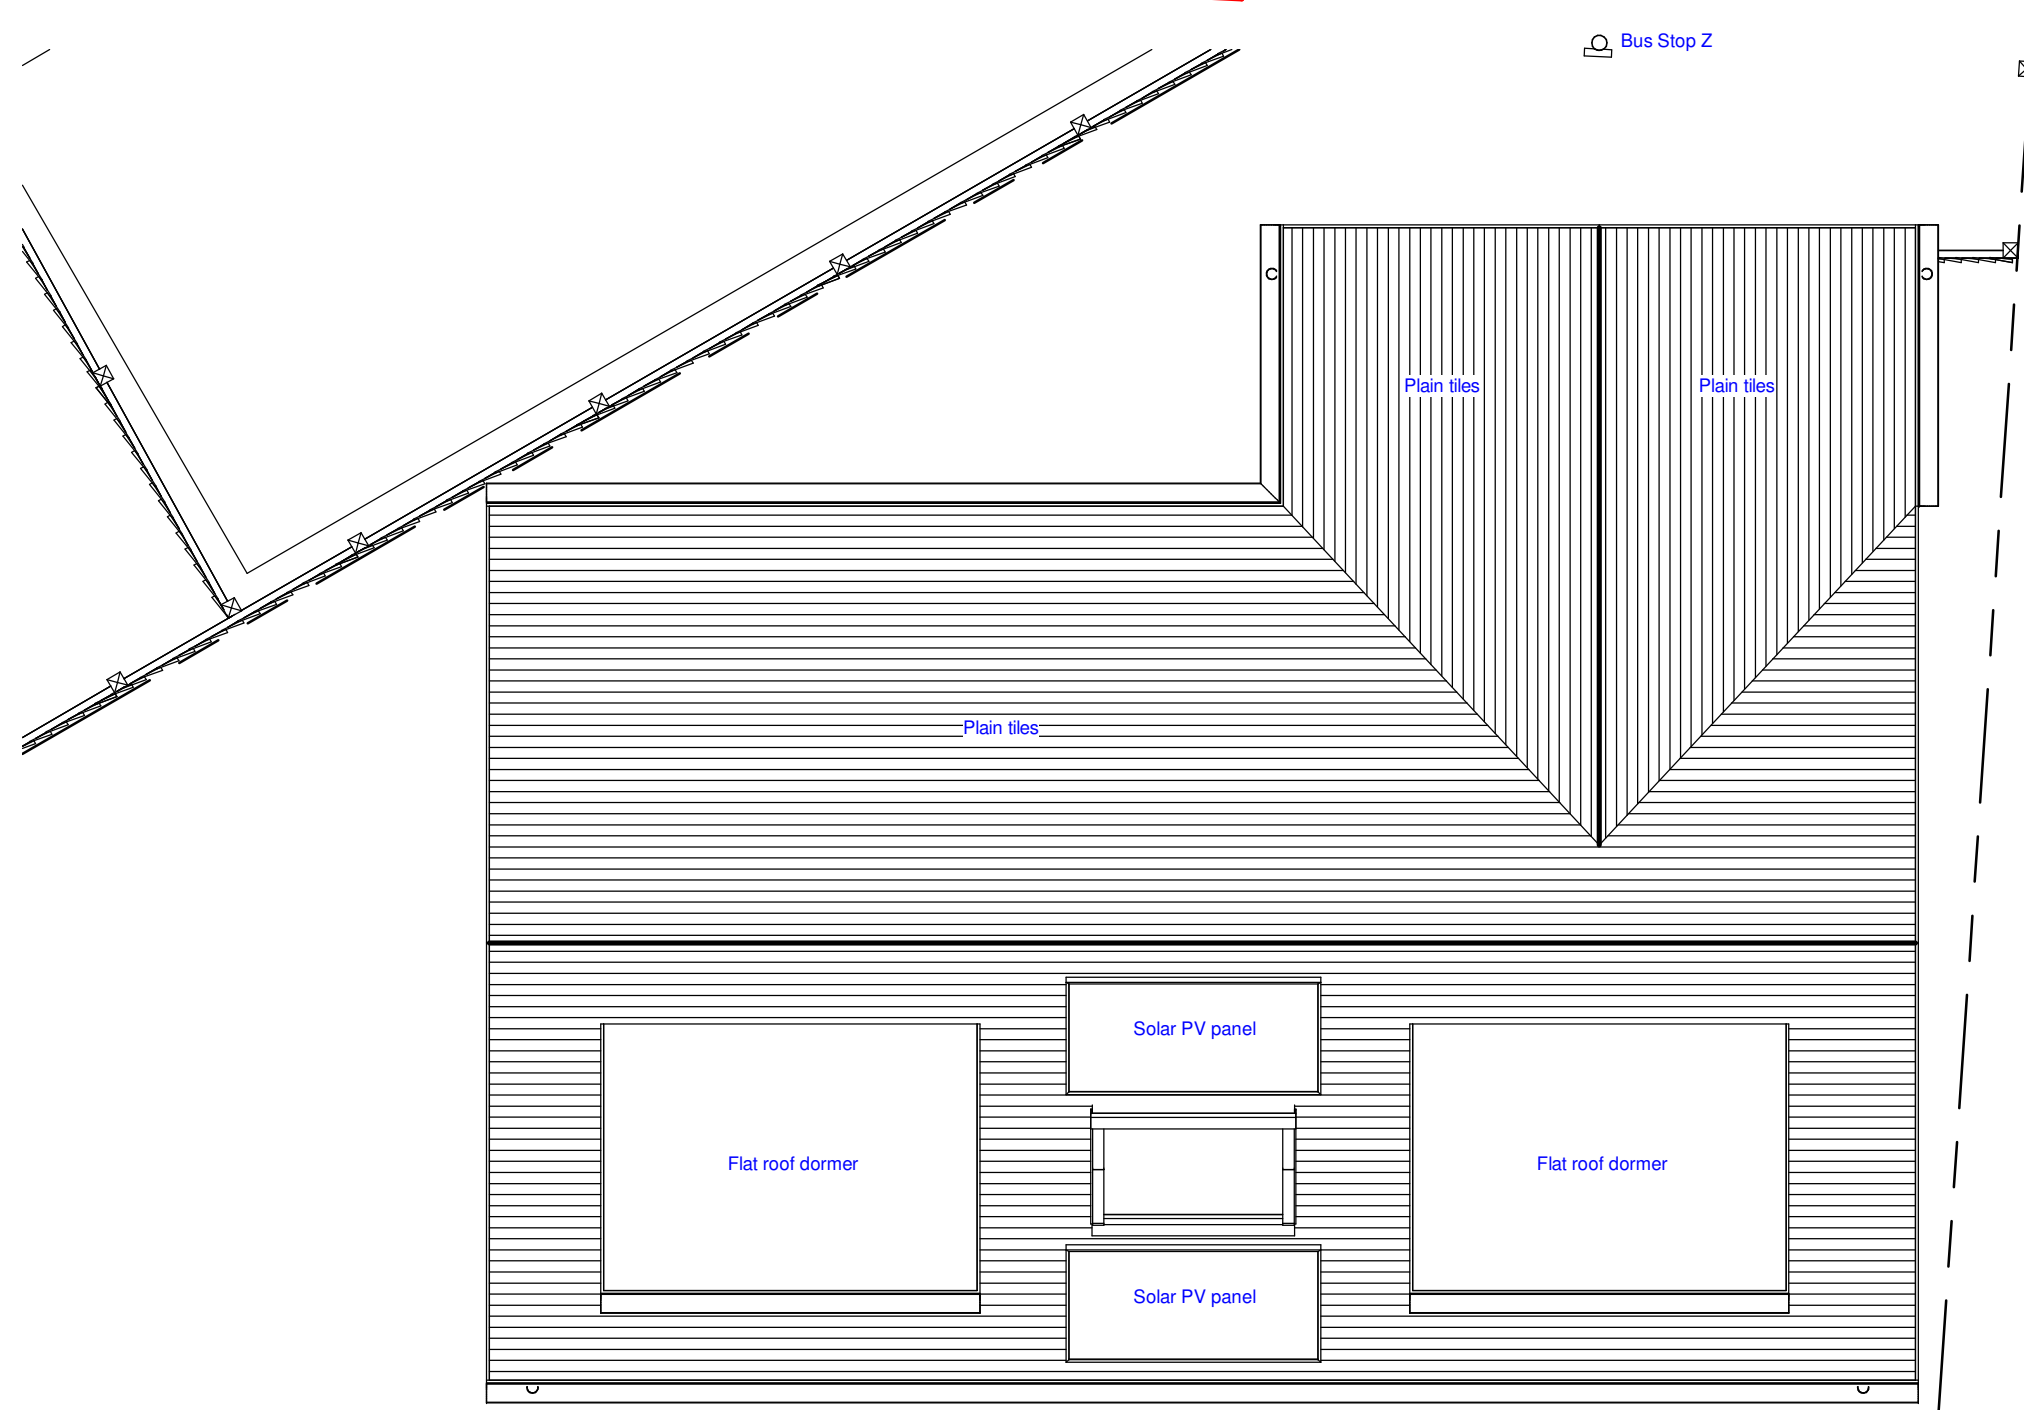 Bus Stop Z
Plain tiles
Plain tiles
Plain tiles
Solar PV panel
Flat roof dormer
Flat roof dormer
Solar PV panel